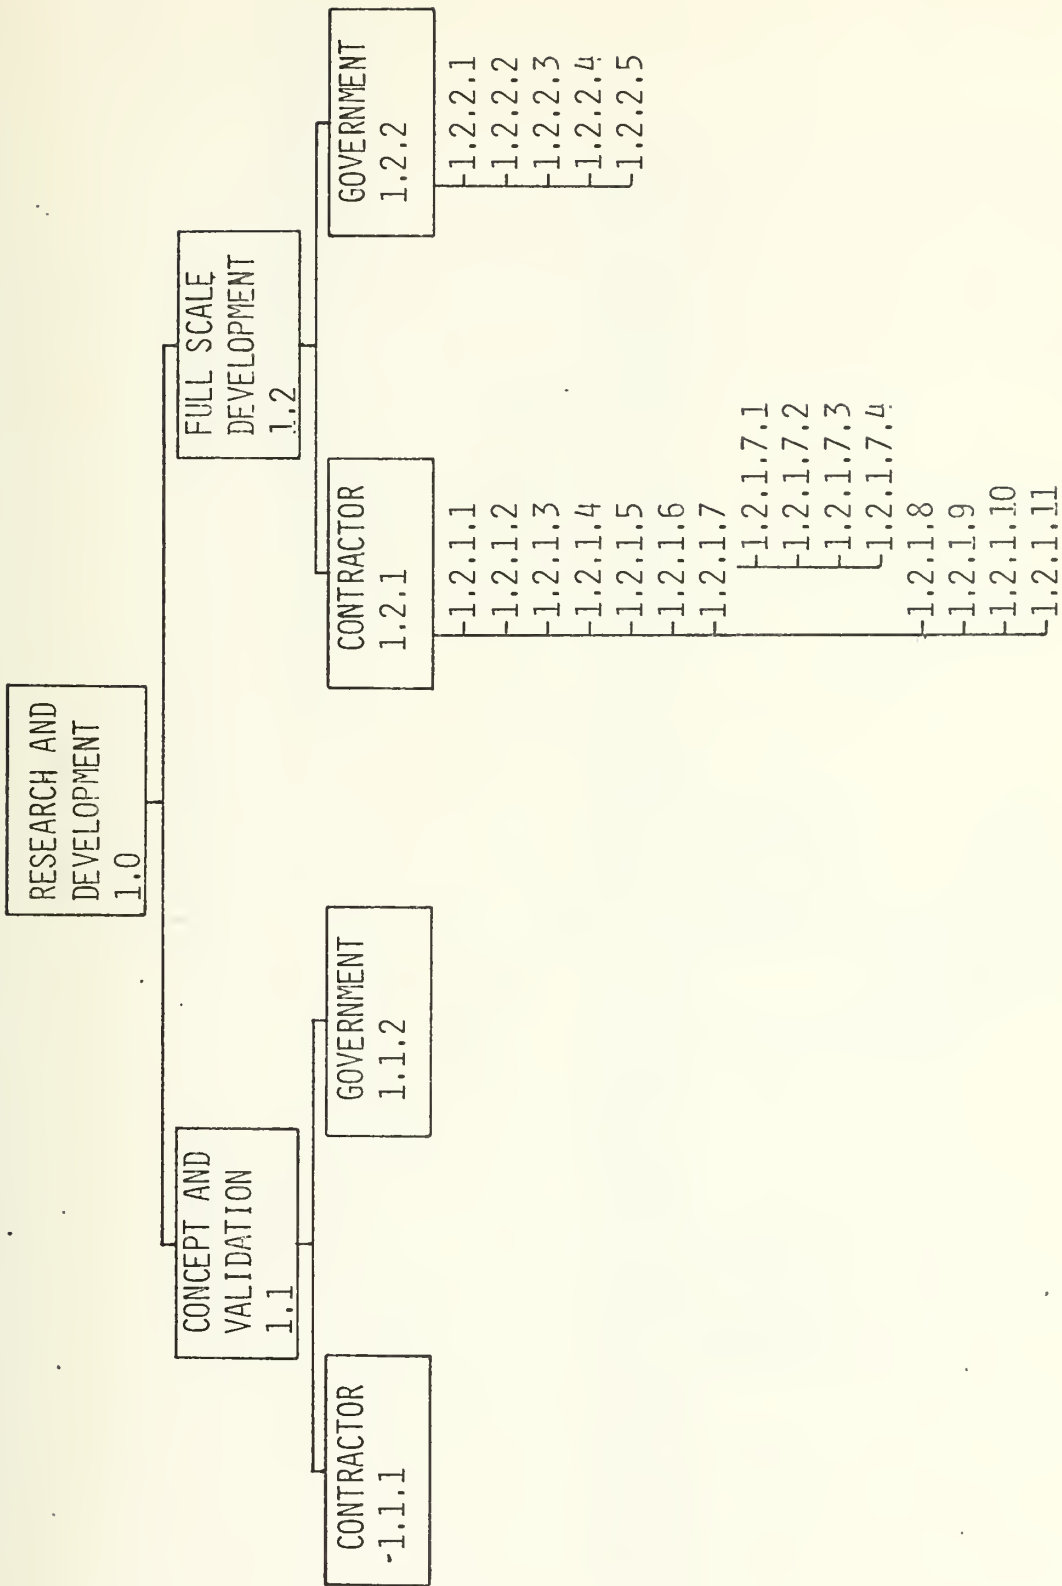 RESEARCH AND
DEVELOPMENT
1.0
CONCEPT AND
VALIDATION
1.1
FULL SCALE
DEVELOPMENT
1.2
CONTRACTOR
-1.1.1
GOVERNMENT
1.1.2
CONTRACTOR
1.2.1
1.2.1.1
1.2.1.2
1.2.1.3
1.2.1.4
1.2.1.5
1.2.1.6
1.2.1.7
1.2.1.7.1
1.2.1.7.2
1.2.1.7.3
1.2.1.7.4
1.2.1.8
1.2.1.9
1.2.1.10
1.2.1.11
GOVERNMENT
1.2.2
1.2.2.1
1.2.2.2
1.2.2.3
1.2.2.4
1.2.2.5